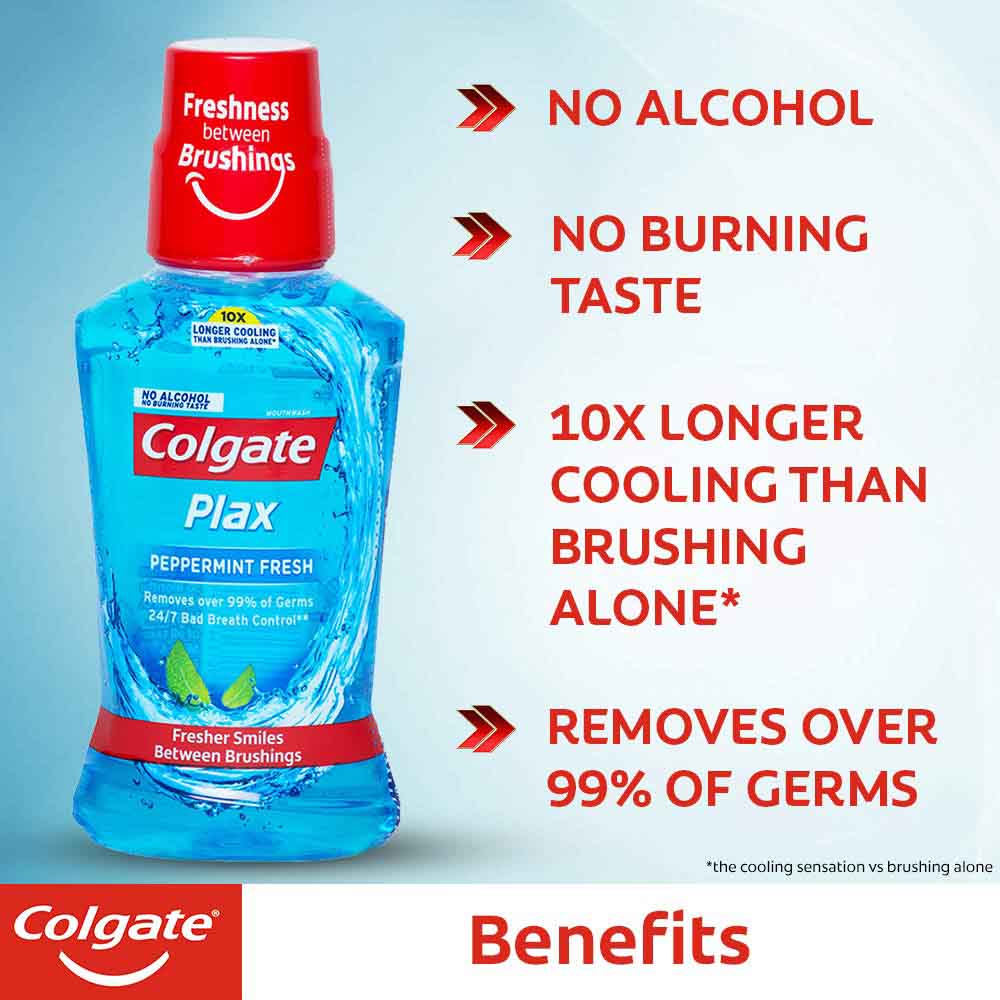 Freshness
between
Brushings
10X
LONGER COOLING
THAN BRUSHING ALONE*
NO ALCOHOL
NO BURNING TASTE
MOUTHWASH
Colgate
Plax
PEPPERMINT FRESH
Removes over 99% of Germs
24/7 Bad Breath Control**
Fresher Smiles
Between Brushings
NO ALCOHOL
NO BURNING
TASTE
10X LONGER
COOLING THAN
BRUSHING
ALONE*
REMOVES OVER
99% OF GERMS
*the cooling sensation vs brushing alone
Colgate®
Benefits